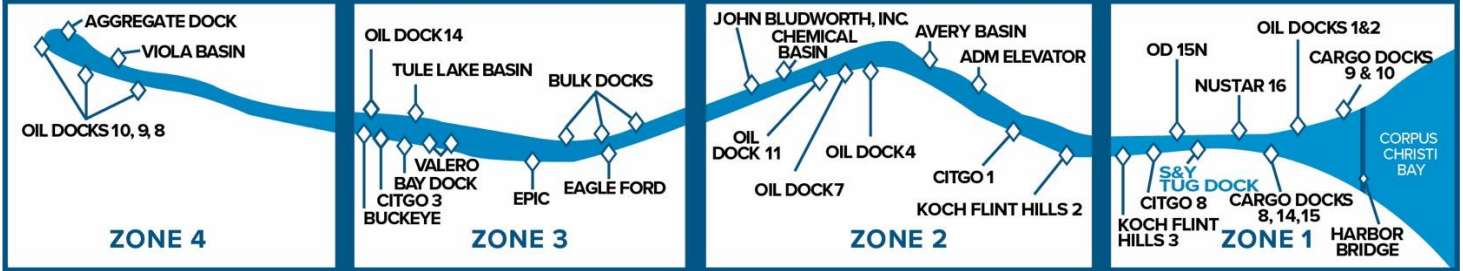 AGGREGATE DOCK
VIOLA BASIN
OIL DOCKS 10, 9, 8
ZONE 4
OIL DOCK 14
TULE LAKE BASIN
BULK DOCKS
VALERO
BAY DOCK
CITGO 3
BUCKEYE
EPIC
EAGLE FORD
ZONE 3
JOHN BLUDWORTH, INC.
CHEMICAL
BASIN
AVERY BASIN
ADM ELEVATOR
OIL
DOCK 11
OIL DOCK 7
OIL DOCK 4
CITGO 1
KOCH FLINT HILLS 2
ZONE 2
OIL DOCKS 1&2
OD 15N
CARGO DOCKS
9 & 10
NUSTAR 16
CORPUS
CHRISTI
BAY
S&Y
TUG DOCK
CITGO 8
KOCH FLINT
HILLS 3
CARGO DOCKS
8, 14, 15
HARBOR
BRIDGE
ZONE 1